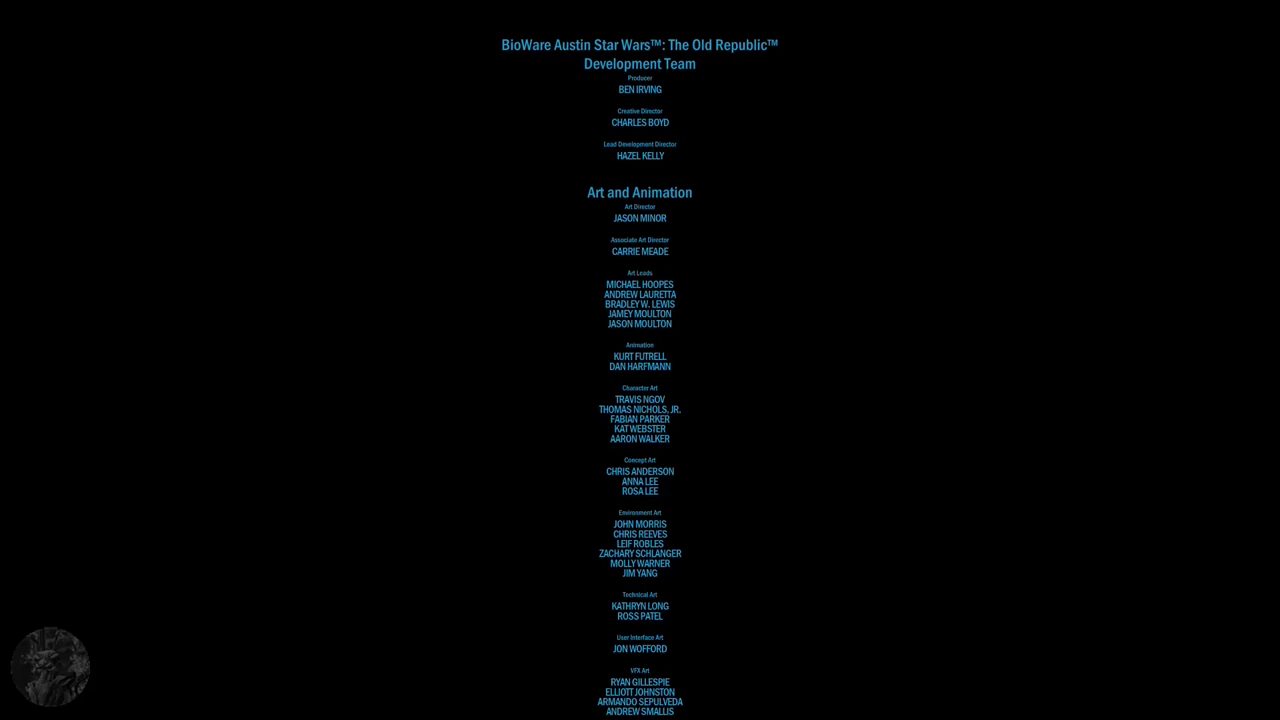 BioWare Austin Star Wars™: The Old Republic™
Development Team
Producer
BEN IRVING
Creative Director
CHARLES BOYD
Lead Development Director
HAZEL KELLY
Art and Animation
Art Director
JASON MINOR
Associate Art Director
CARRIE MEADE
Art Leads
MICHAEL HOOPES
ANDREW LAURETTA
BRADLEY W. LEWIS
JAMEY MOULTON
JASON MOULTON
Animation
KURT FUTRELL
DAN HARFMANN
Character Art
TRAVIS NGOV
THOMAS NICHOLS, JR.
FABIAN PARKER
KAT WEBSTER
AARON WALKER
Concept Art
CHRIS ANDERSON
ANNA LEE
ROSA LEE
Environment Art
JOHN MORRIS
CHRIS REEVES
LEIF ROBLES
ZACHARY SCHLANGER
MOLLY WARNER
JIM YANG
Technical Art
KATHRYN LONG
ROSS PATEL
User Interface Art
JON WOFFORD
VFX Art
RYAN GILLESPIE
ELLIOTT JOHNSTON
ARMANDO SEPULVEDA
ANDREW SMALLIS